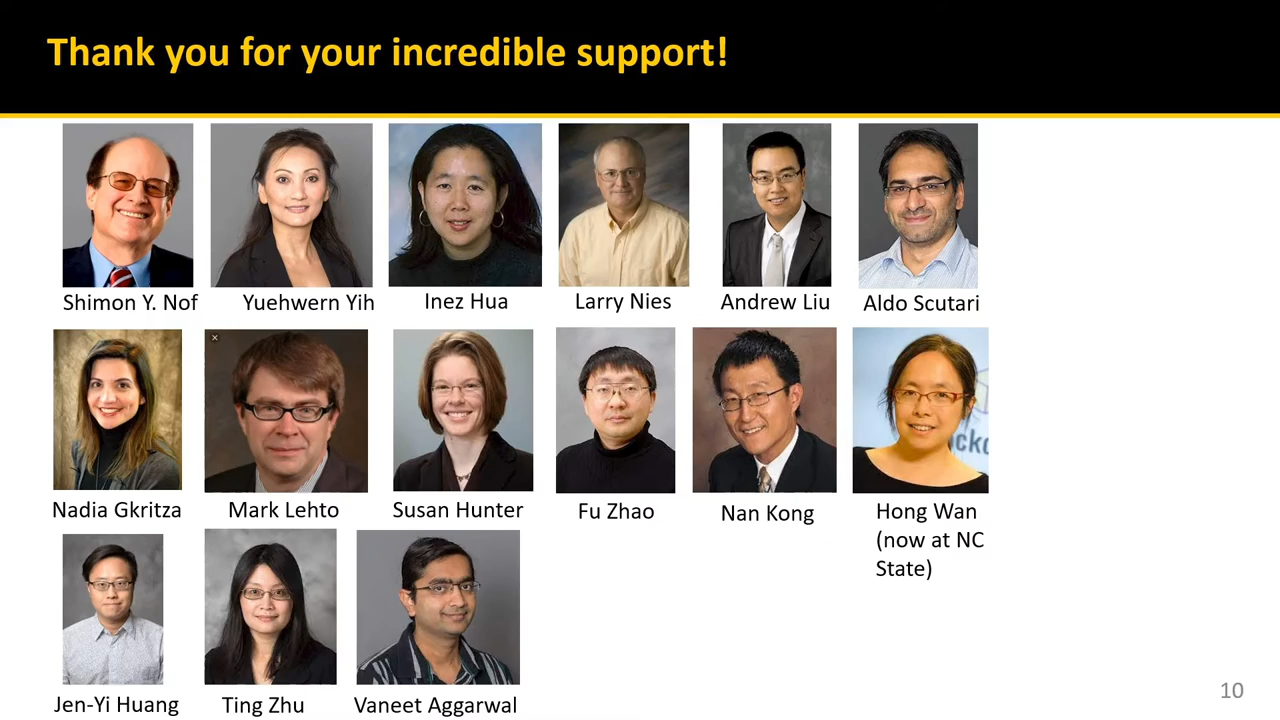 Thank you for your incredible support!
Shimon Y. Nof
Yuehwern Yih
Inez Hua
Larry Nies
Andrew Liu
Aldo Scutari
Nadia Gkritza
Mark Lehto
Susan Hunter
Fu Zhao
Nan Kong
Hong Wan
(now at NC
State)
Jen-Yi Huang
Ting Zhu
Vaneet Aggarwal
10